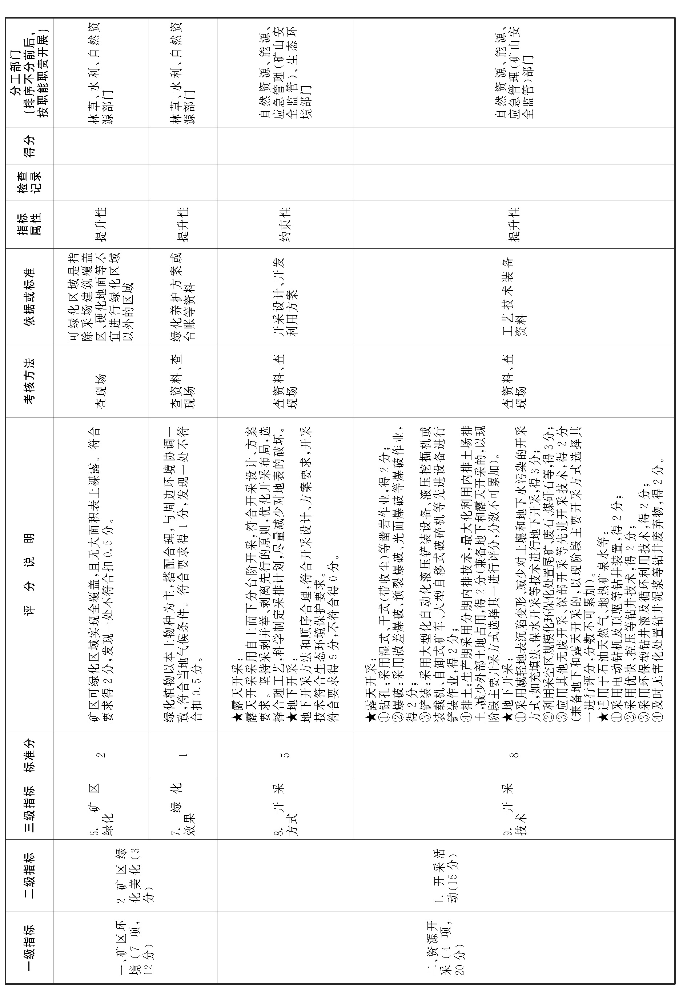 一级指标
二级指标
三级指标
标准分
评 分 说 明
考核方法
依据或标准
指标
属性
检查
记录
得分
分工部门
(排序不分前后,
按职能职责开展)
一、矿区环
境(7 项,
12分)
2 矿 区 绿
化美化(3
分)
6. 矿 区
绿化
2
矿区可绿化区域实现全覆盖,且无大面积表土裸露。符合
要求得2分,发现一处不符合扣0.5分。
查现场
可绿化区域是指
除采场建筑覆盖
区、硬化地面等不
宜进行绿化区域
以外的区域
提升性
林草、水利、自然资
源部门
7. 绿 化
效果
1
绿化植物以本土物种为主,搭配合理,与周边环境协调一
致,符合当地气候条件。符合要求得1分,发现一处不符
合扣0.5分。
查资料、查
现场
绿化养护方案或
台账等资料
提升性
林草、水利、自然资
源部门
二、资源开
采(4 项,
20分)
1. 开采活
动(15分)
8. 开 采
方式
5
★露天开采:
露天开采采用自上而下分台阶开采,符合开采设计、方案
要求。坚持采剥并举、剥离先行的原则,优化开采布局,选
择合理工艺,科学制定采排计划,尽量减少对地表的破坏。
★地下开采:
地下开采方法和顺序合理,符合开采设计、方案要求,开采
技术符合生态环境保护要求。
符合要求得5分,不符合得0分。
查资料、查
现场
开采设计、开发
利用方案
约束性
自然资源、能源、
应急管理(矿山安
全监管)、生态环
境部门
9. 开 采
技术
8
★露天开采:
①钻孔:采用湿式、干式(带收尘)等凿岩作业,得2分;
②爆破:采用微差爆破、预裂爆破、光面爆破等爆破作业,
得2分;
③铲装:采用大型化自动化液压铲装设备、液压挖掘机或
装载机、自卸式矿车、大型自移式破碎机等先进设备进行
铲装作业,得2分;
④排土:生产期采用分期内排技术,最大化利用内排土场排
土,减少外部土地占用,得2分(兼备地下和露天开采的,以现
阶段主要开采方式选择其一进行评分,分数不可累加)。
★地下开采:
①采用减轻地表沉陷变形、减少对土壤和地下水污染的开采
方式,如充填法、保水开采等技术进行地下开采,得3分;
②利用采空区规模化环保化处置尾矿、废石、煤矸石等,得3分;
③应用其他无废开采、深部开采等先进开采技术,得2分
(兼备地下和露天开采的,以现阶段主要开采方式选择其
一进行评分,分数不可累加)。
★适用于石油天然气、地热矿泉水等:
①采用电动钻机及顶驱等钻井装置,得2分;
②采用优快、控压等钻井技术,得2分;
③采用环保型钻井液及循环利用技术,得2分;
④及时无害化处置钻井泥浆等钻井废弃物,得2分。
查资料、查
现场
工艺技术装备
资料
提升性
自然资源、能源、
应急管理(矿山安
全监管)部门